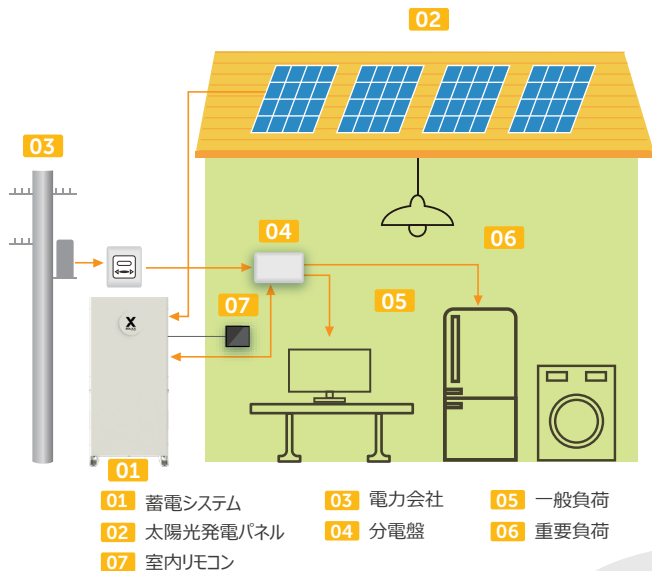 02
03
04
06
05
07
X
01
01 蓄電システム
03 電力会社
05 一般負荷
02 太陽光発電パネル
04 分電盤
06 重要負荷
07 室内リモコン